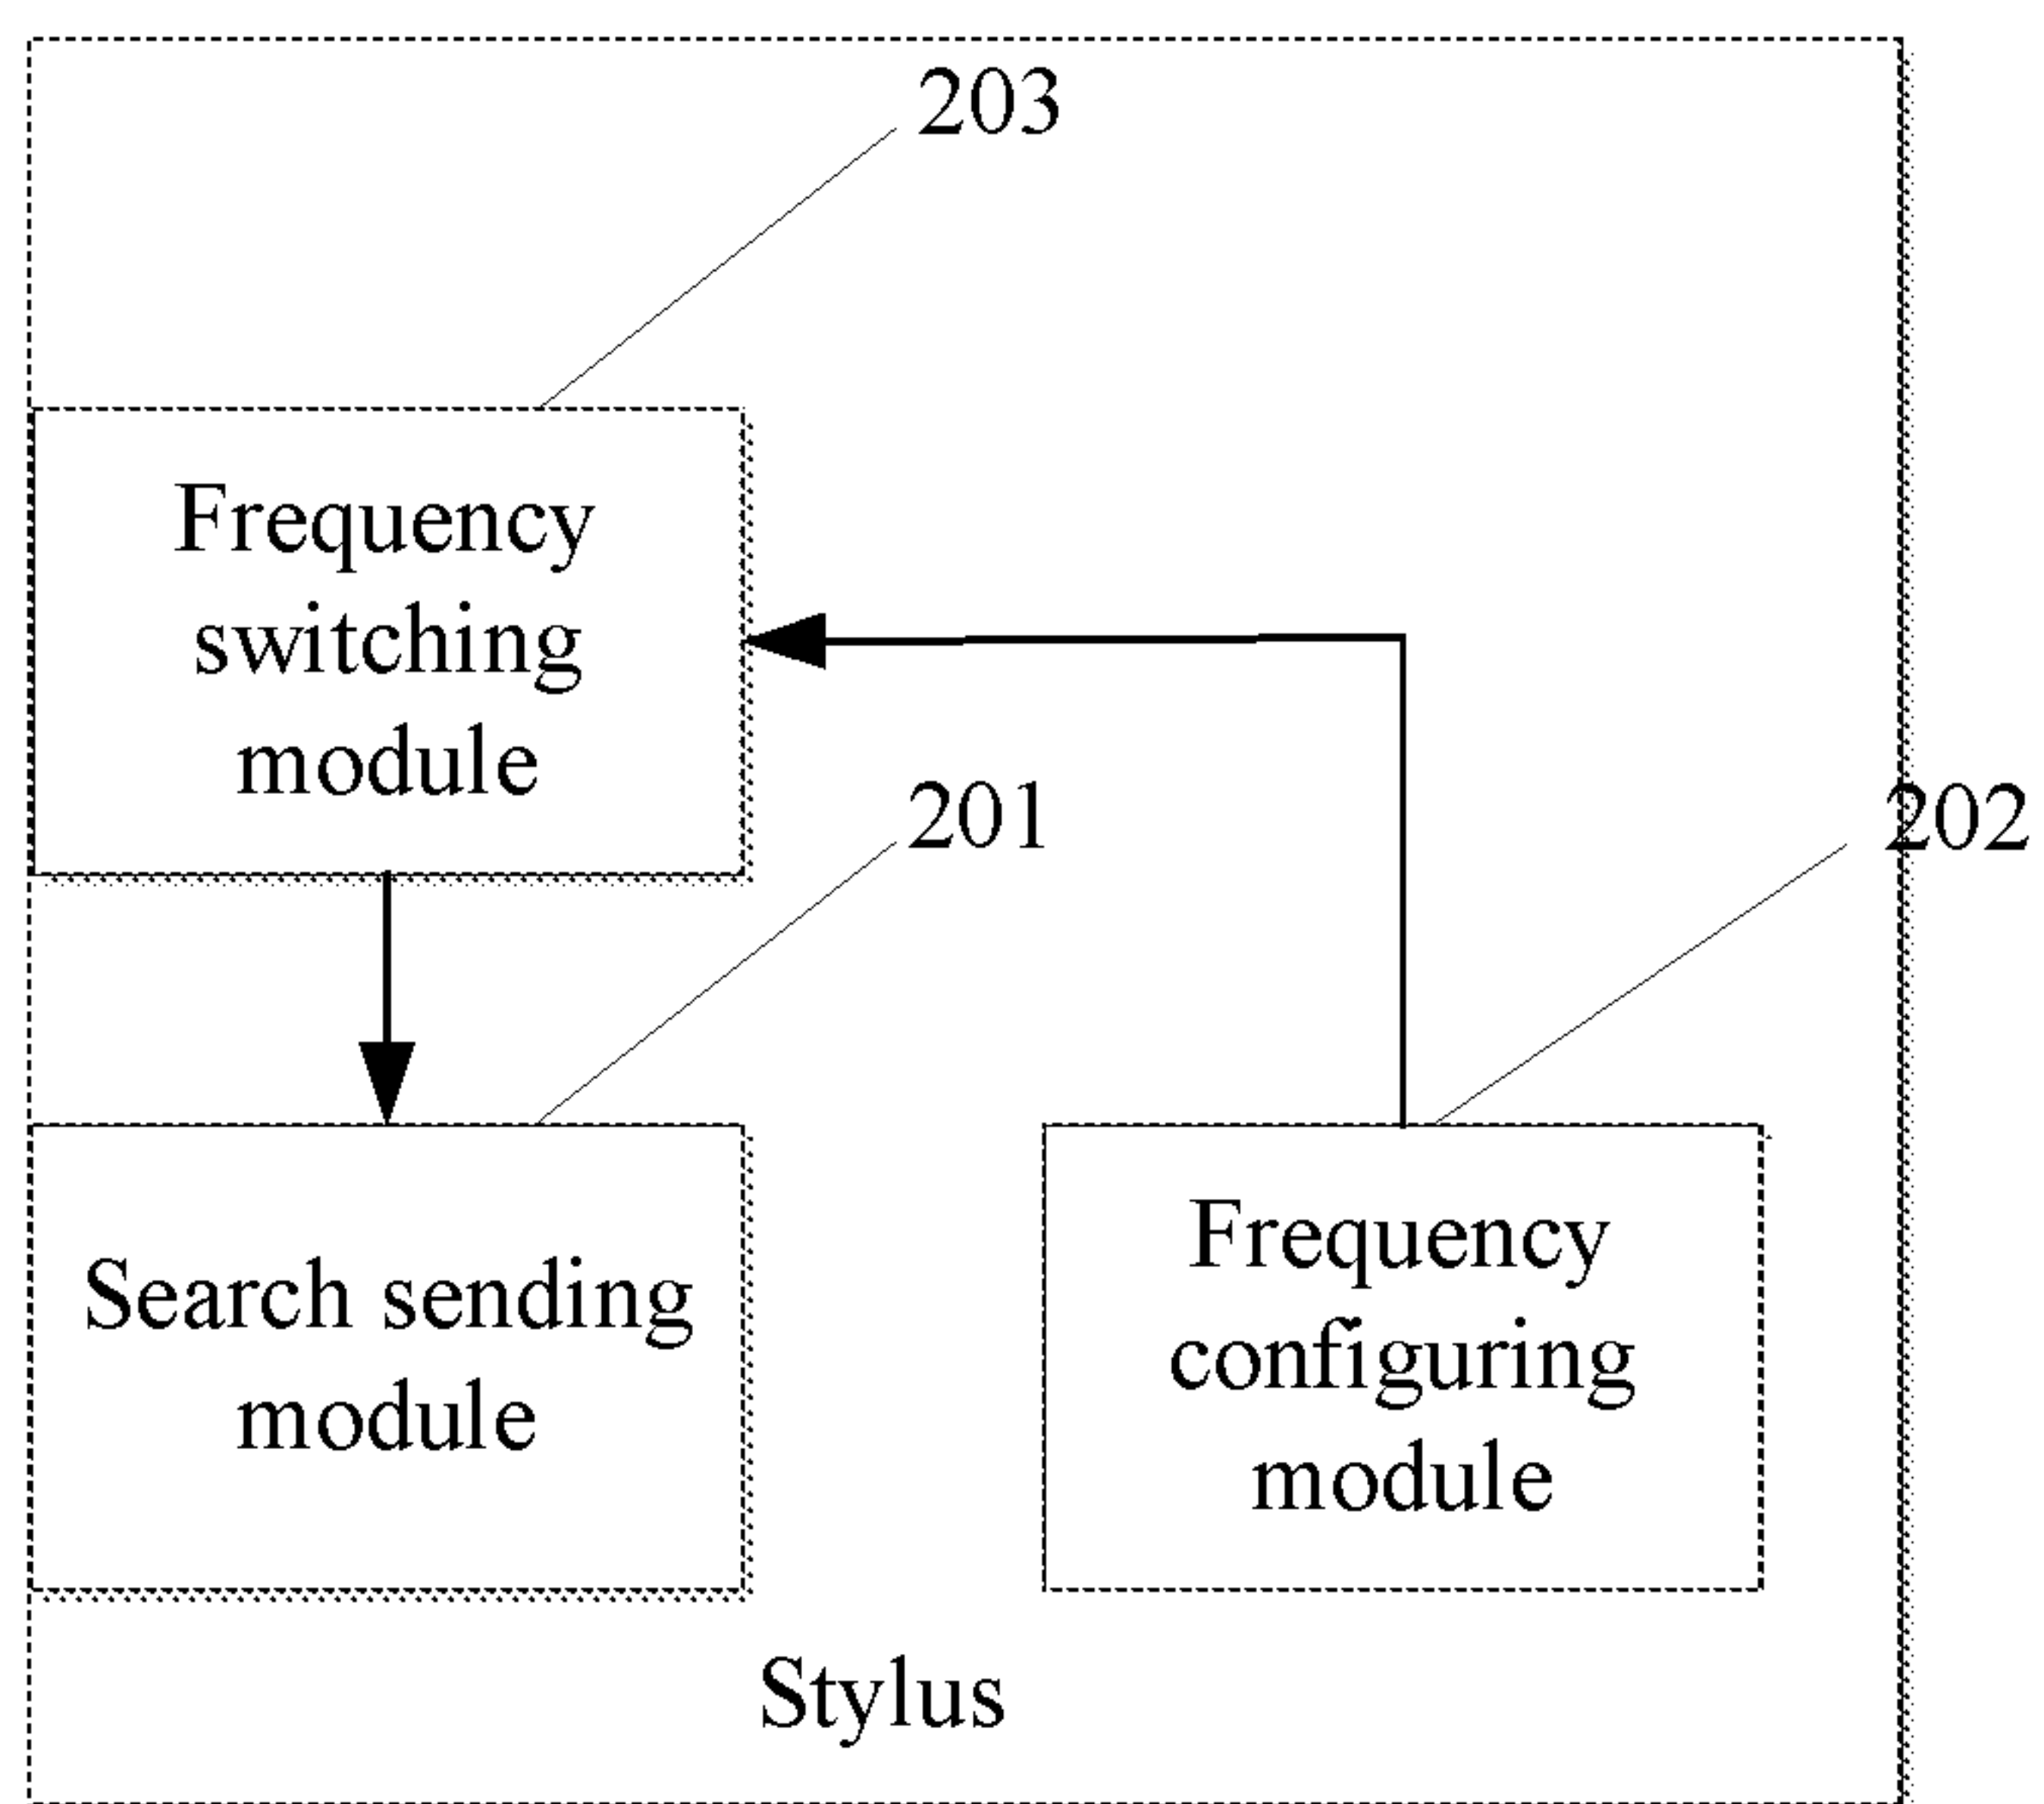 203
Frequency
switching
module
201
202
Search sending
module
Frequency
configuring
module
Stylus